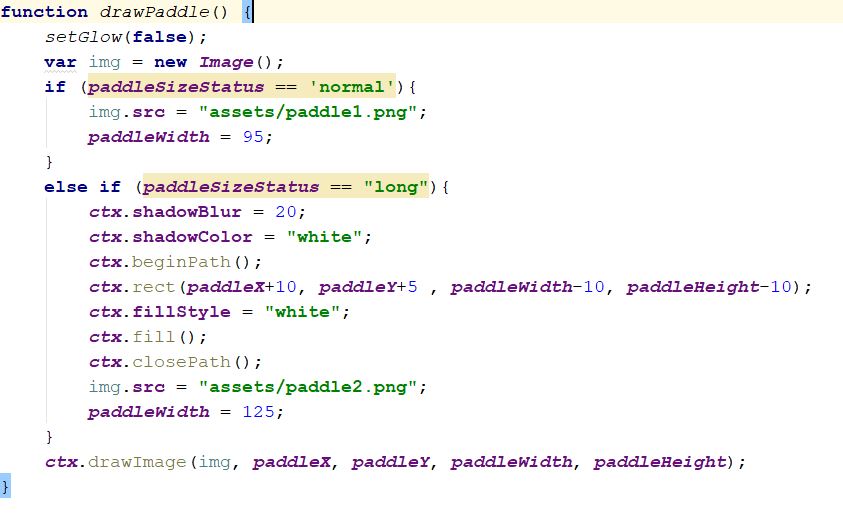 function drawPaddle() {
    setGlow(false);
    var img = new Image();
    if (paddleSizeStatus == 'normal'){
        img.src = "assets/paddle1.png";
        paddleWidth = 95;
    }
    else if (paddleSizeStatus == "long"){
        ctx.shadowBlur = 20;
        ctx.shadowColor = "white";
        ctx.beginPath();
        ctx.rect(paddleX+10, paddleY+5 , paddleWidth-10, paddleHeight-10);
        ctx.fillStyle = "white";
        ctx.fill();
        ctx.closePath();
        img.src = "assets/paddle2.png";
        paddleWidth = 125;
    }
    ctx.drawImage(img, paddleX, paddleY, paddleWidth, paddleHeight);
}